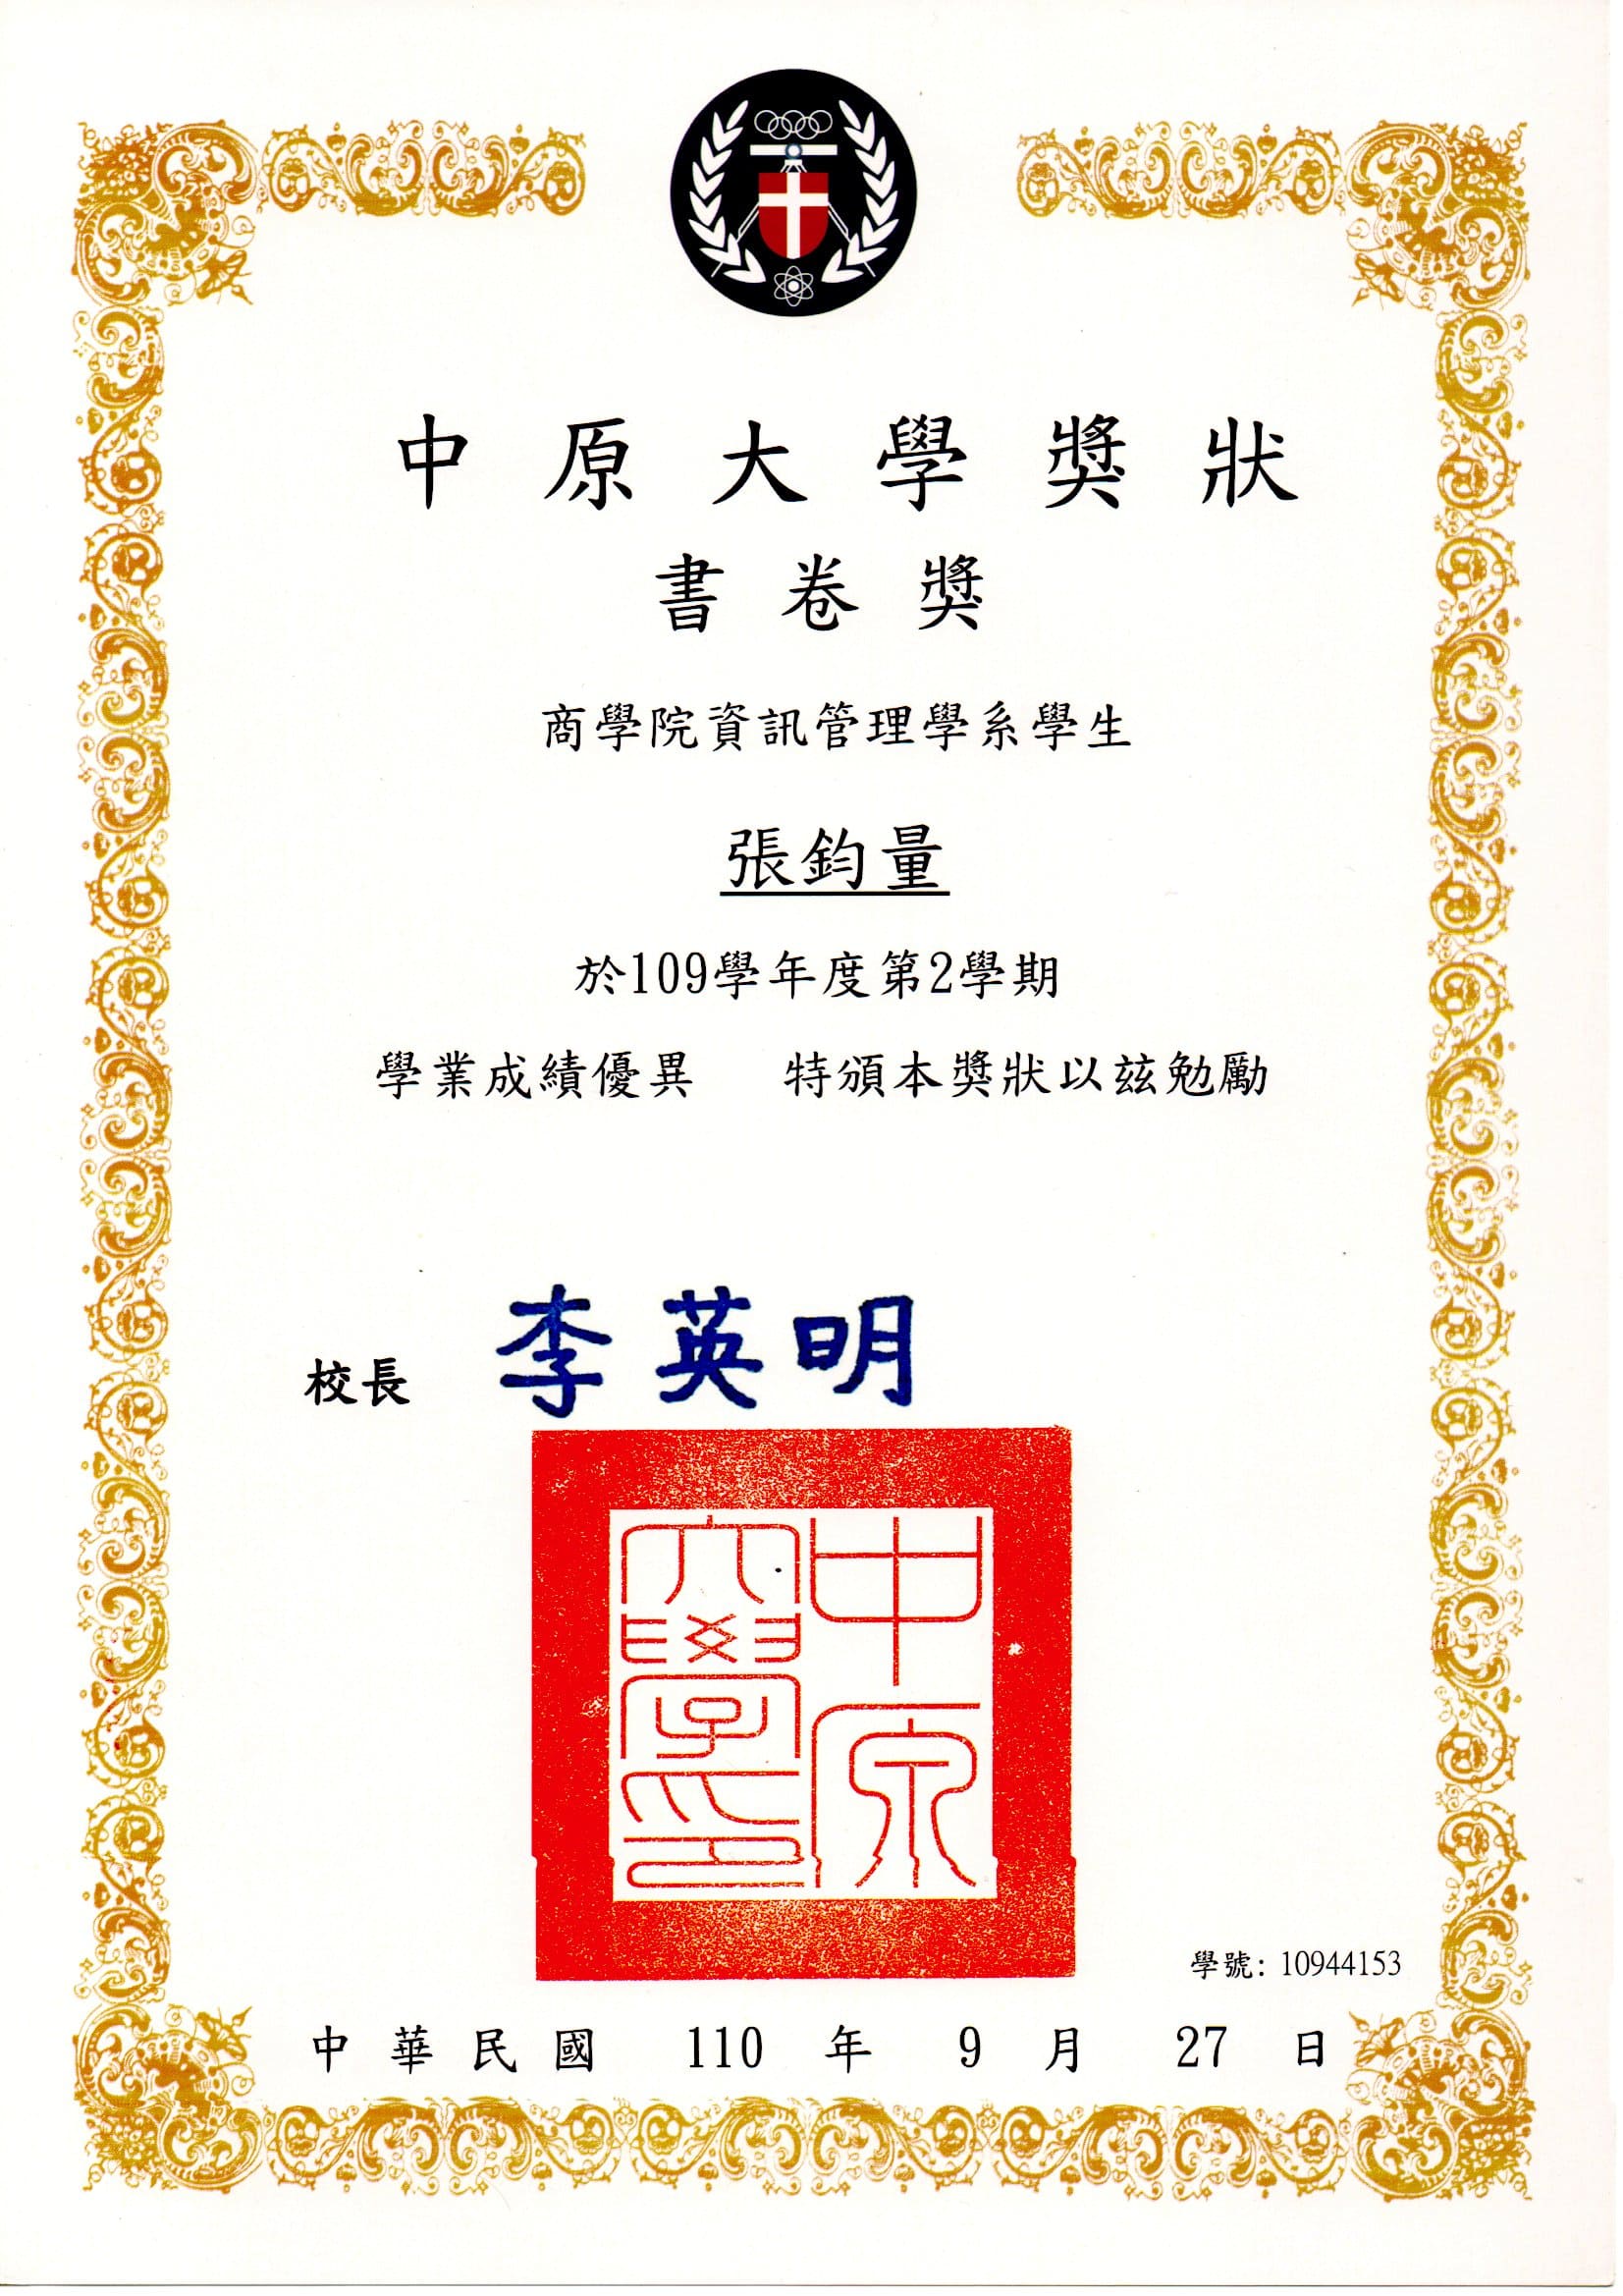 中原大學獎狀
書卷獎
商學院資訊管理學系學生
張鈞量
於109學年度第2學期
學業成績優異 特頒本獎狀以茲勉勵
校長 李英明
中原
大學印
學號: 10944153
中華民國 110 年 9 月 27 日